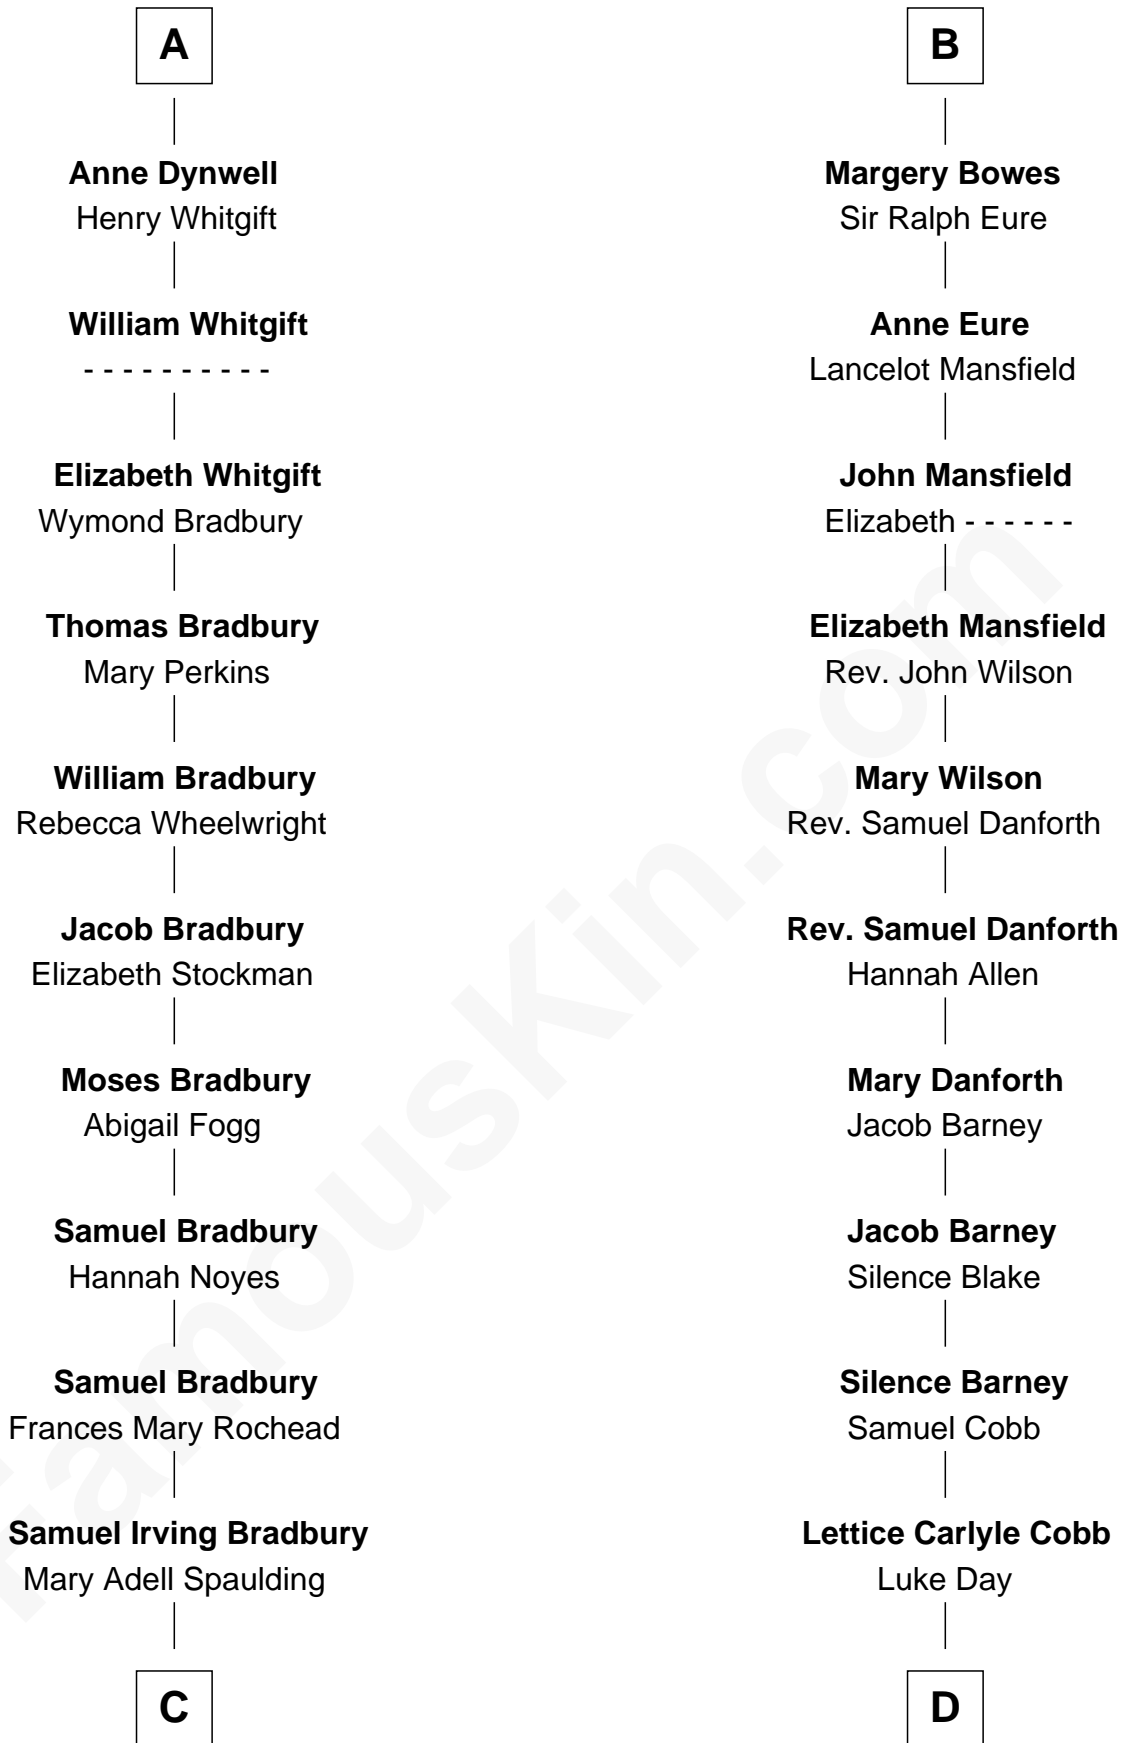 A
Anne Dynwell
Henry Whitgift
William Whitgift
- - - - - - - - - -
Elizabeth Whitgift
Wymond Bradbury
Thomas Bradbury
Mary Perkins
William Bradbury
Rebecca Wheelwright
Jacob Bradbury
Elizabeth Stockman
Moses Bradbury
Abigail Fogg
Samuel Bradbury
Hannah Noyes
Samuel Bradbury
Frances Mary Rochead
Samuel Irving Bradbury
Mary Adell Spaulding
C
B
Margery Bowes
Sir Ralph Eure
Anne Eure
Lancelot Mansfield
John Mansfield
Elizabeth - - - - - -
Elizabeth Mansfield
Rev. John Wilson
Mary Wilson
Rev. Samuel Danforth
Rev. Samuel Danforth
Hannah Allen
Mary Danforth
Jacob Barney
Jacob Barney
Silence Blake
Silence Barney
Samuel Cobb
Lettice Carlyle Cobb
Luke Day
D
FamousKin.com